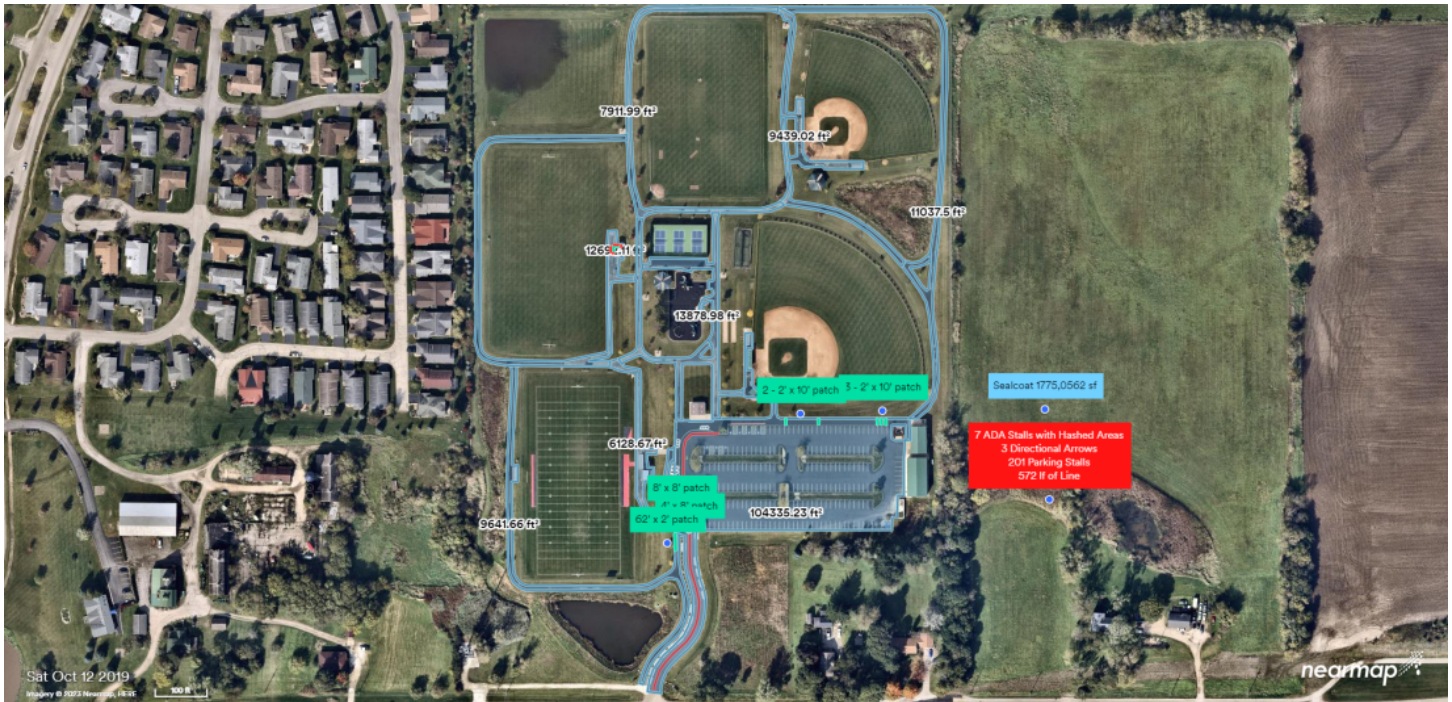 7911.99 ft²
9439.02 ft²
11037.5 ft²
13878.98 ft²
2 - 2' x 10' patch
3 - 2' x 10' patch
Sealcoat 1775,0562 sf
7 ADA Stalls with Hashed Areas
3 Directional Arrows
201 Parking Stalls
572 lf of Line
6128.67 ft²
8' x 8' patch
4' x 8' patch
62' x 2' patch
104335.23 ft²
9641.66 ft²
Sat Oct 12 2019
Imagery © 2023 Nearmap, HERE
100 ft
nearmap